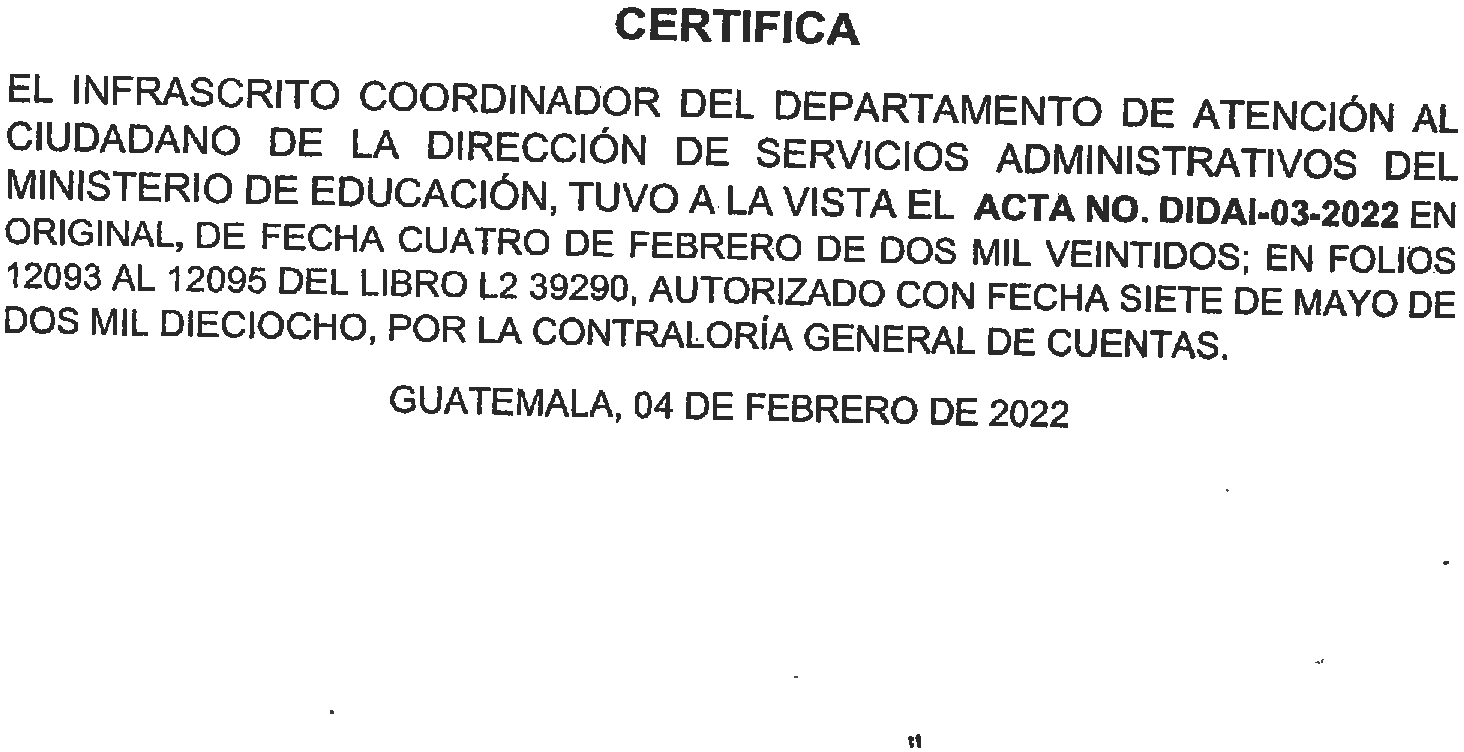 CERTIFICA
EL INFRASCRITO COORDINADOR DEL DEPARTAMENTO DE ATENCIÓN AL
CIUDADANO DE LA DIRECCIÓN DE SERVICIOS ADMINISTRATIVOS DEL
MINISTERIO DE EDUCACIÓN, TUVO A LA VISTA EL ACTA NO. DIDAI-03-2022 EN
ORIGINAL, DE FECHA CUATRO DE FEBRERO DE DOS MIL VEINTIDOS; EN FOLIOS
12093 AL 12095 DEL LIBRO L2 39290, AUTORIZADO CON FECHA SIETE DE MAYO DE
DOS MIL DIECIOCHO, POR LA CONTRALORÍA GENERAL DE CUENTAS.
GUATEMALA, 04 DE FEBRERO DE 2022